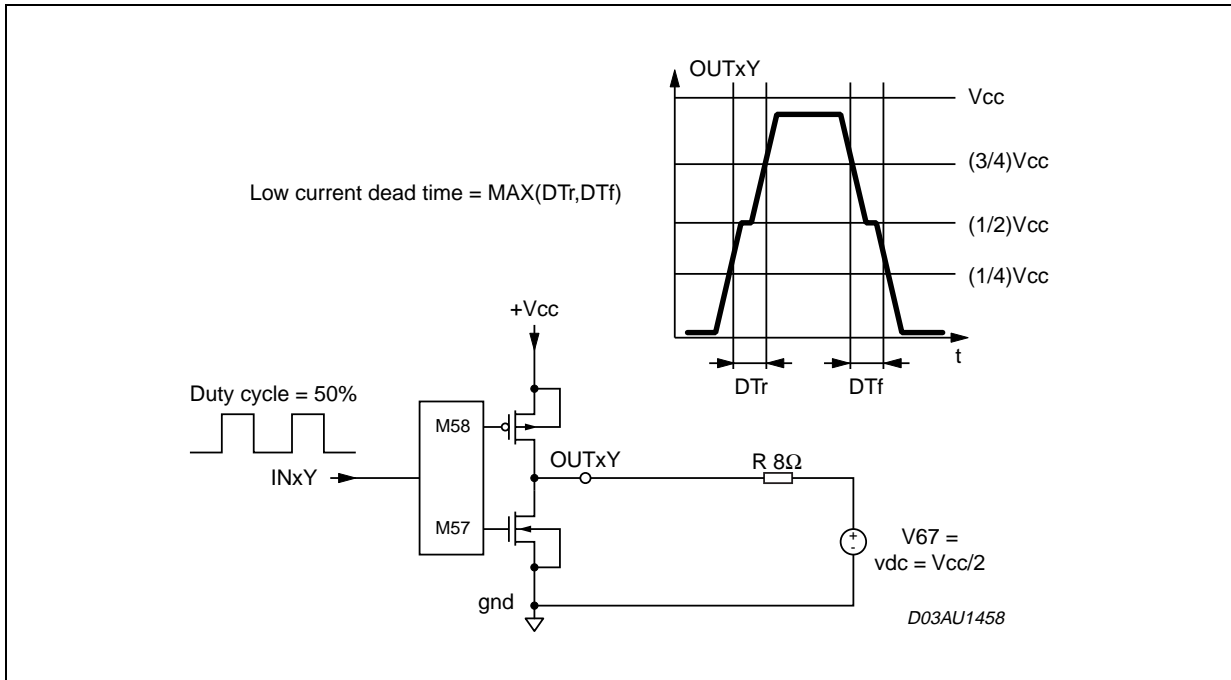 OUTxY
Vcc
(3/4)Vcc
Low current dead time = MAX(DTr,DTf)
(1/2)Vcc
(1/4)Vcc
+Vcc
t
DTr
DTf
Duty cycle = 50%
M58
OUTxY
R 8Ω
INxY
M57
+
-
V67 =
vdc = Vcc/2
gnd
D03AU1458